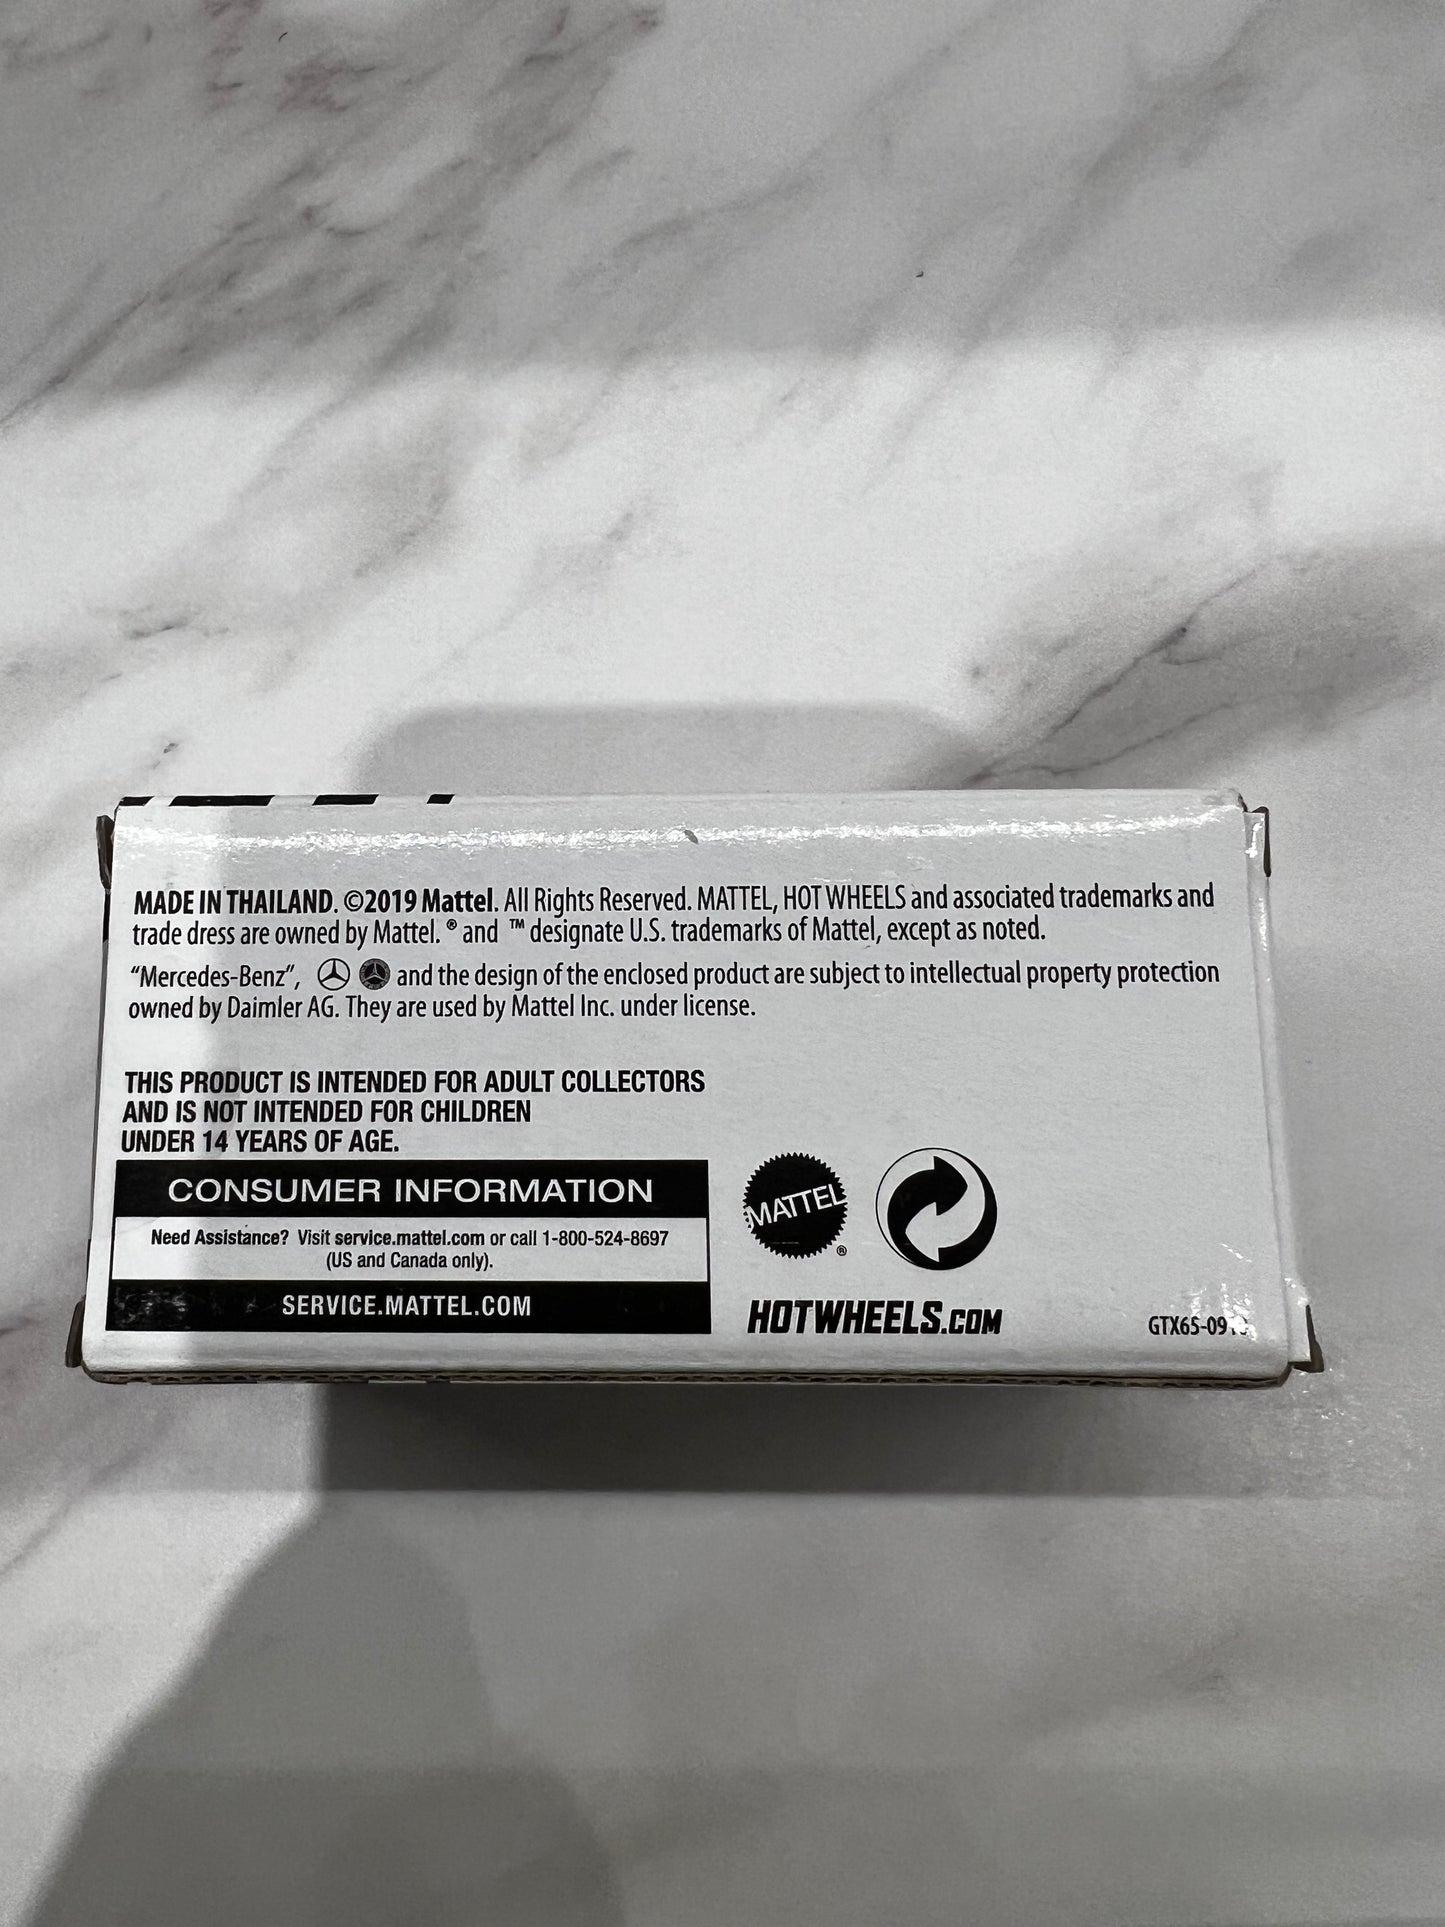 MADE IN THAILAND. ©2019 Mattel. All Rights Reserved. MATTEL, HOT WHEELS and associated trademarks and
trade dress are owned by Mattel. ® and ™ designate U.S. trademarks of Mattel, except as noted.
“Mercedes-Benz”, and the design of the enclosed product are subject to intellectual property protection
owned by Daimler AG. They are used by Mattel Inc. under license.
THIS PRODUCT IS INTENDED FOR ADULT COLLECTORS
AND IS NOT INTENDED FOR CHILDREN
UNDER 14 YEARS OF AGE.
CONSUMER INFORMATION
Need Assistance? Visit service.mattel.com or call 1-800-524-8697
(US and Canada only).
SERVICE.MATTEL.COM
MATTEL ®
HOTWHEELS.COM